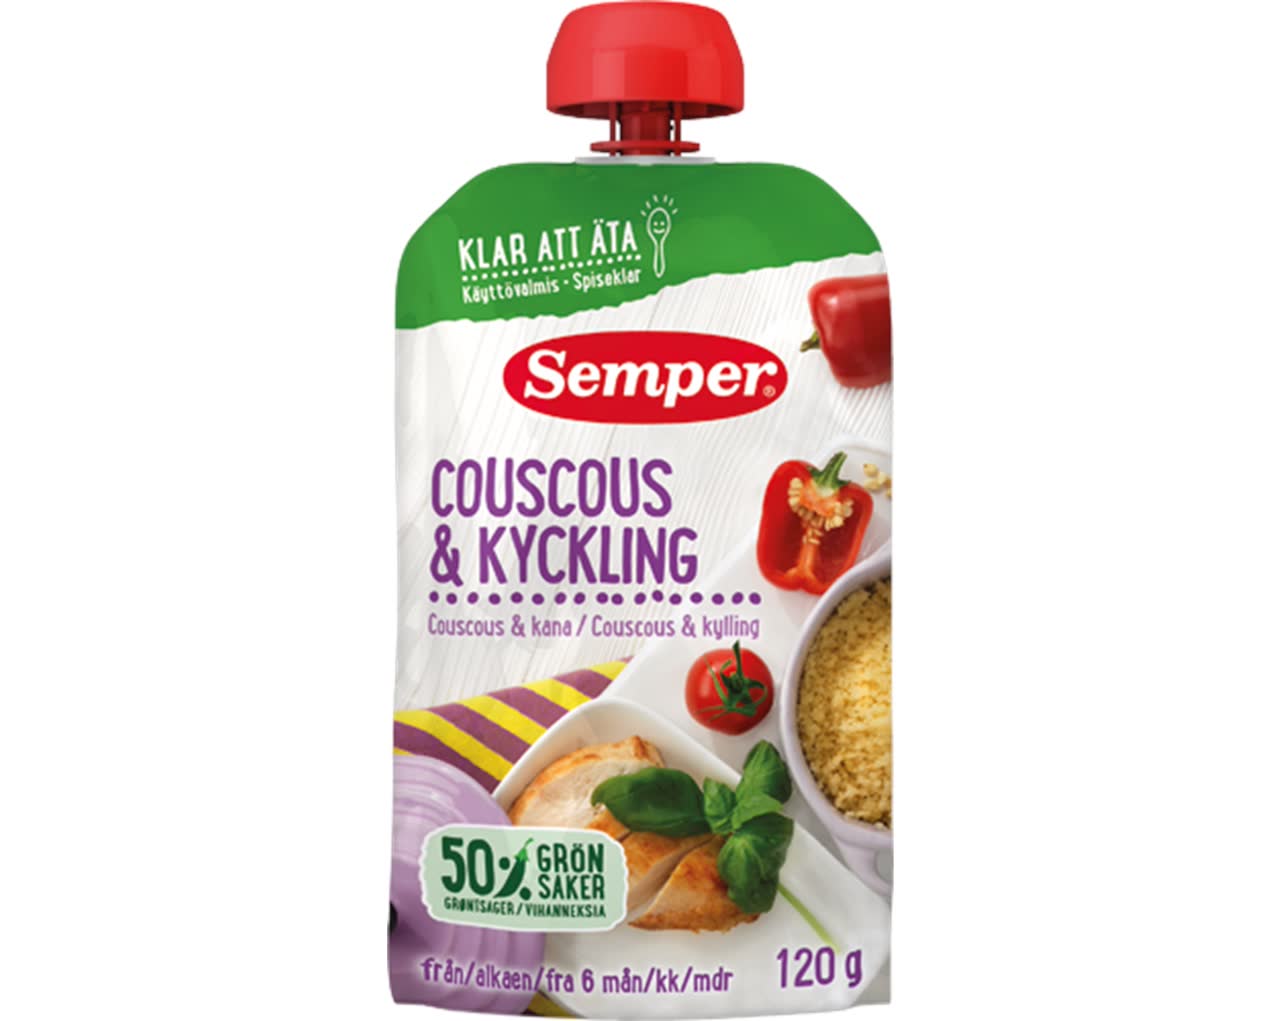 KLAR ATT ÄTA
Käyttövalmis - Spiseklar
Semper®
COUSCOUS
& KYCKLING
Couscous & kana / Couscous & kylling
50% GRÖN
SAKER
GRØNTSAGER/VIHANNEKSIA
från/alkaen/fra 6 mån/kk/mdr
120 g